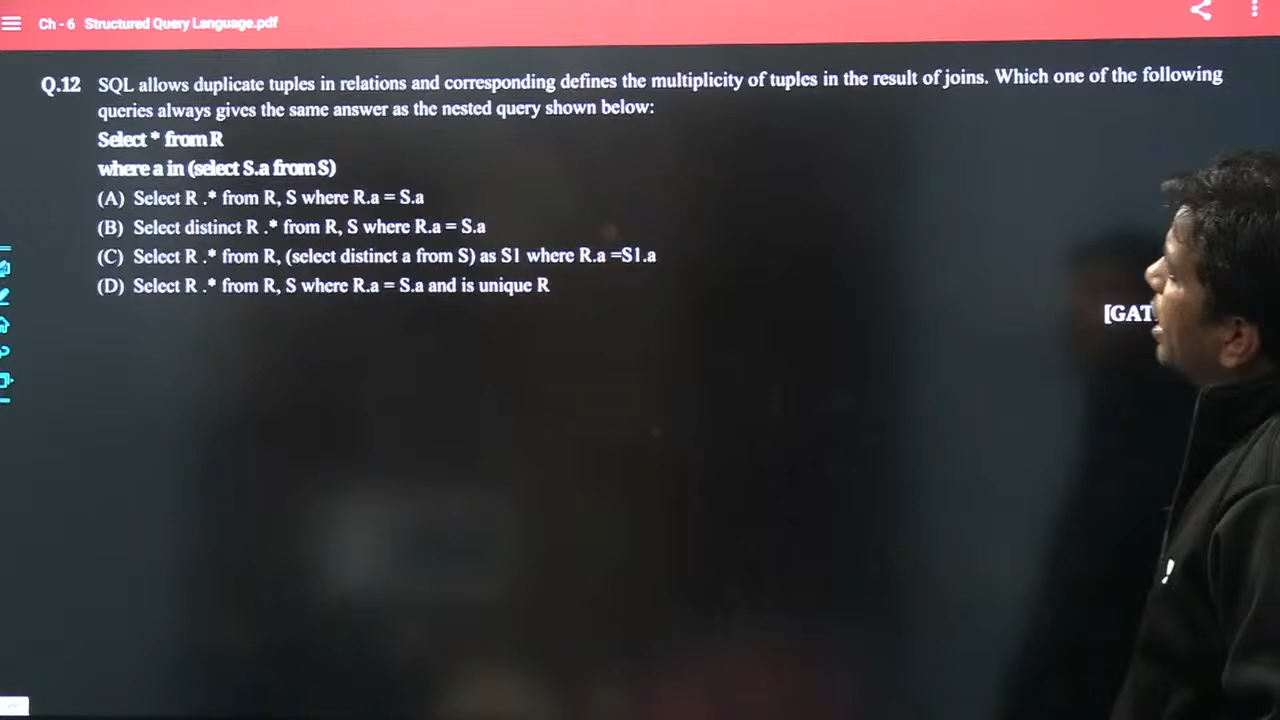 Ch - 6 Structured Query Language.pdf
Q.12 SQL allows duplicate tuples in relations and corresponding defines the multiplicity of tuples in the result of joins. Which one of the following
queries always gives the same answer as the nested query shown below:
Select * from R
where a in (select S.a from S)
(A) Select R .* from R, S where R.a = S.a
(B) Select distinct R .* from R, S where R.a = S.a
(C) Select R .* from R, (select distinct a from S) as S1 where R.a =S1.a
(D) Select R .* from R, S where R.a = S.a and is unique R
[GAT